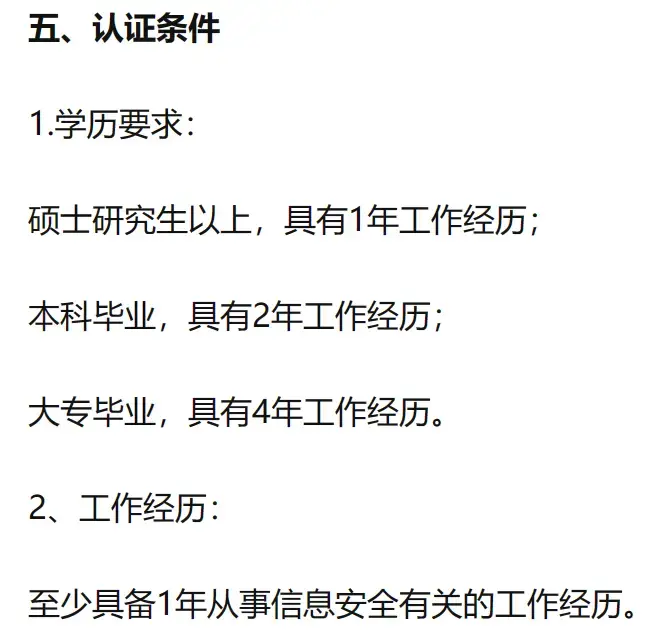 五、认证条件
1.学历要求：
硕士研究生以上，具有1年工作经历；
本科毕业，具有2年工作经历；
大专毕业，具有4年工作经历。
2、工作经历：
至少具备1年从事信息安全有关的工作经历。